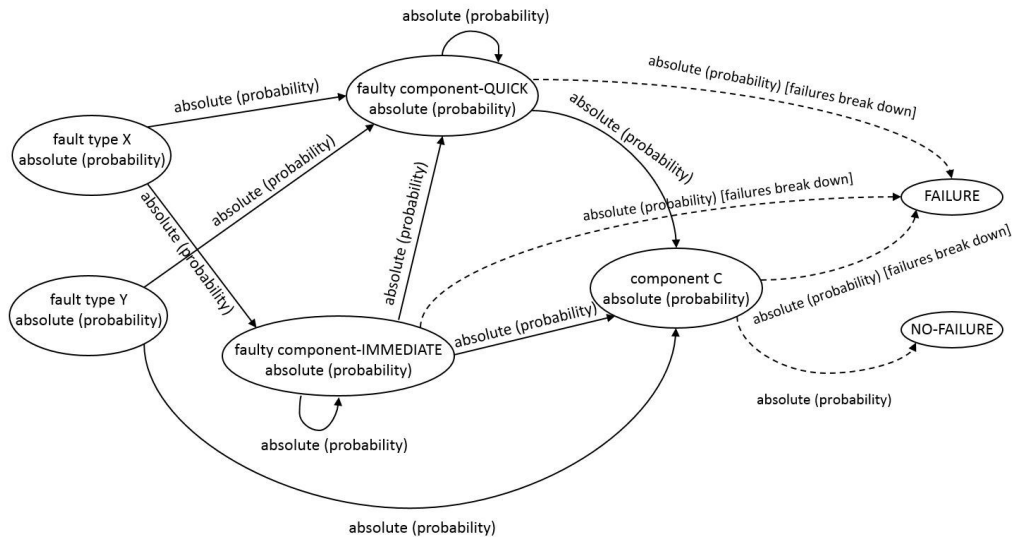 absolute (probability)
faulty component-QUICK
absolute (probability)
absolute (probability) [failures break down]
absolute (probability)
absolute (probability)
fault type X
absolute (probability)
absolute (probability)
absolute (probability)
absolute (probability) [failures break down]
FAILURE
absolute (probability)
absolute (probability)
fault type Y
absolute (probability)
component C
absolute (probability)
absolute (probability) [failures break down]
NO-FAILURE
faulty component-IMMEDIATE
absolute (probability)
absolute (probability)
absolute (probability)
absolute (probability)
absolute (probability)